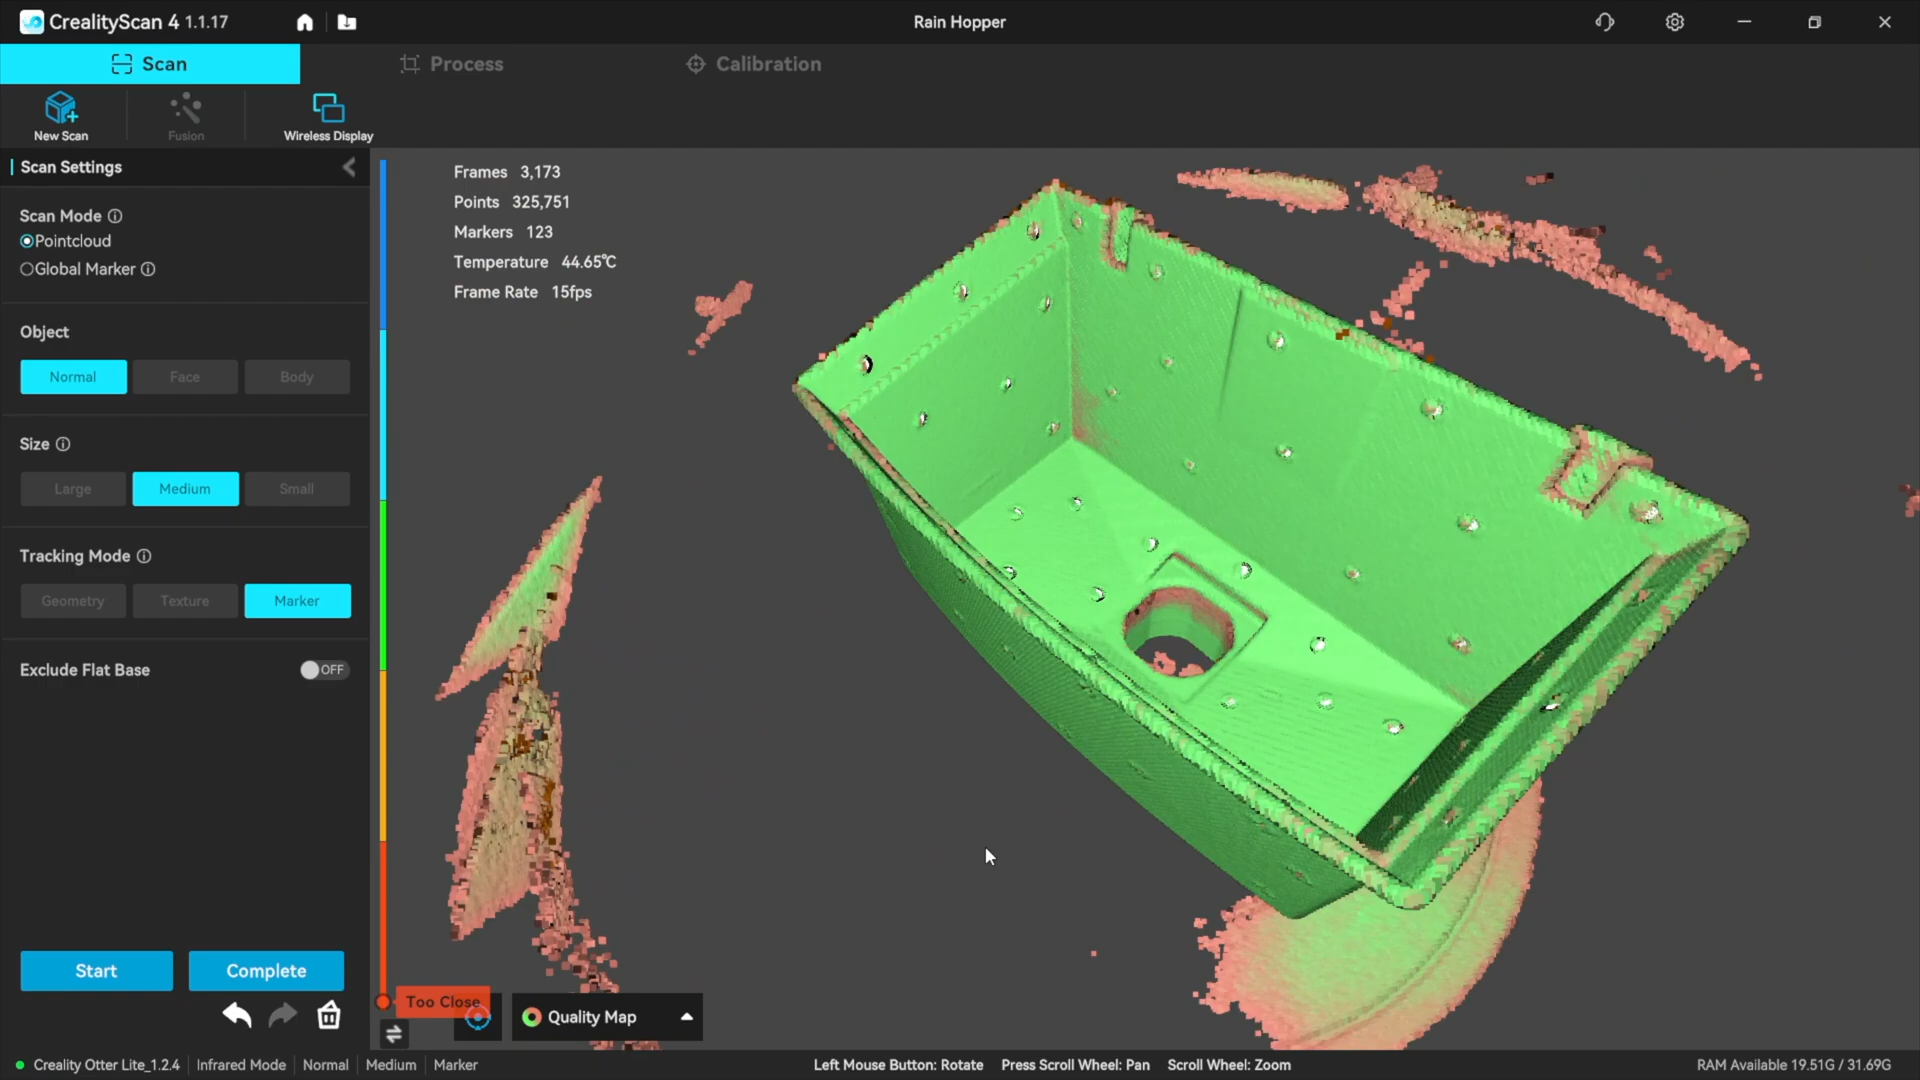 CrealityScan 4 1.1.17
Rain Hopper
Scan
Process
Calibration
New Scan
Fusion
Wireless Display
Scan Settings
Scan Mode
Pointcloud
Global Marker
Object
Normal
Face
Body
Size
Large
Medium
Small
Tracking Mode
Geometry
Texture
Marker
Exclude Flat Base
OFF
Start
Complete
Frames 3,173
Points 325,751
Markers 123
Temperature 44.65℃
Frame Rate 15fps
Too Close
Quality Map
Creality Otter Lite_1.2.4
Infrared Mode
Normal
Medium
Marker
Left Mouse Button: Rotate
Press Scroll Wheel: Pan
Scroll Wheel: Zoom
RAM Available 19.51G / 31.69G